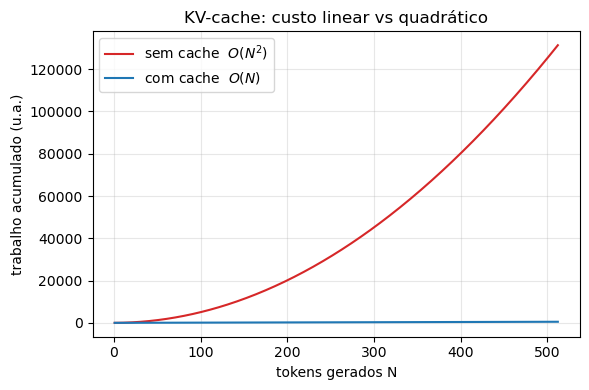 KV-cache: custo linear vs quadrático
sem cache O(N²)
com cache O(N)
trabalho acumulado (u.a.)
120000
100000
80000
60000
40000
20000
0
0 100 200 300 400 500
tokens gerados N